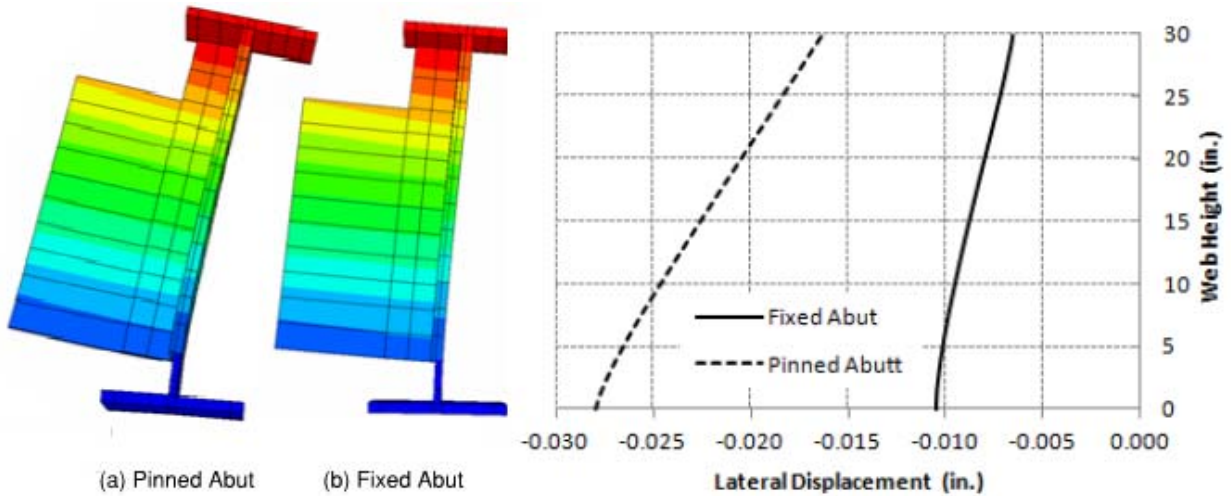 (a) Pinned Abut
(b) Fixed Abut
30
25
20
15
10
5
0
Web Height (in.)
Fixed Abut
Pinned Abutt
-0.030 -0.025 -0.020 -0.015 -0.010 -0.005 0.000
Lateral Displacement (in.)